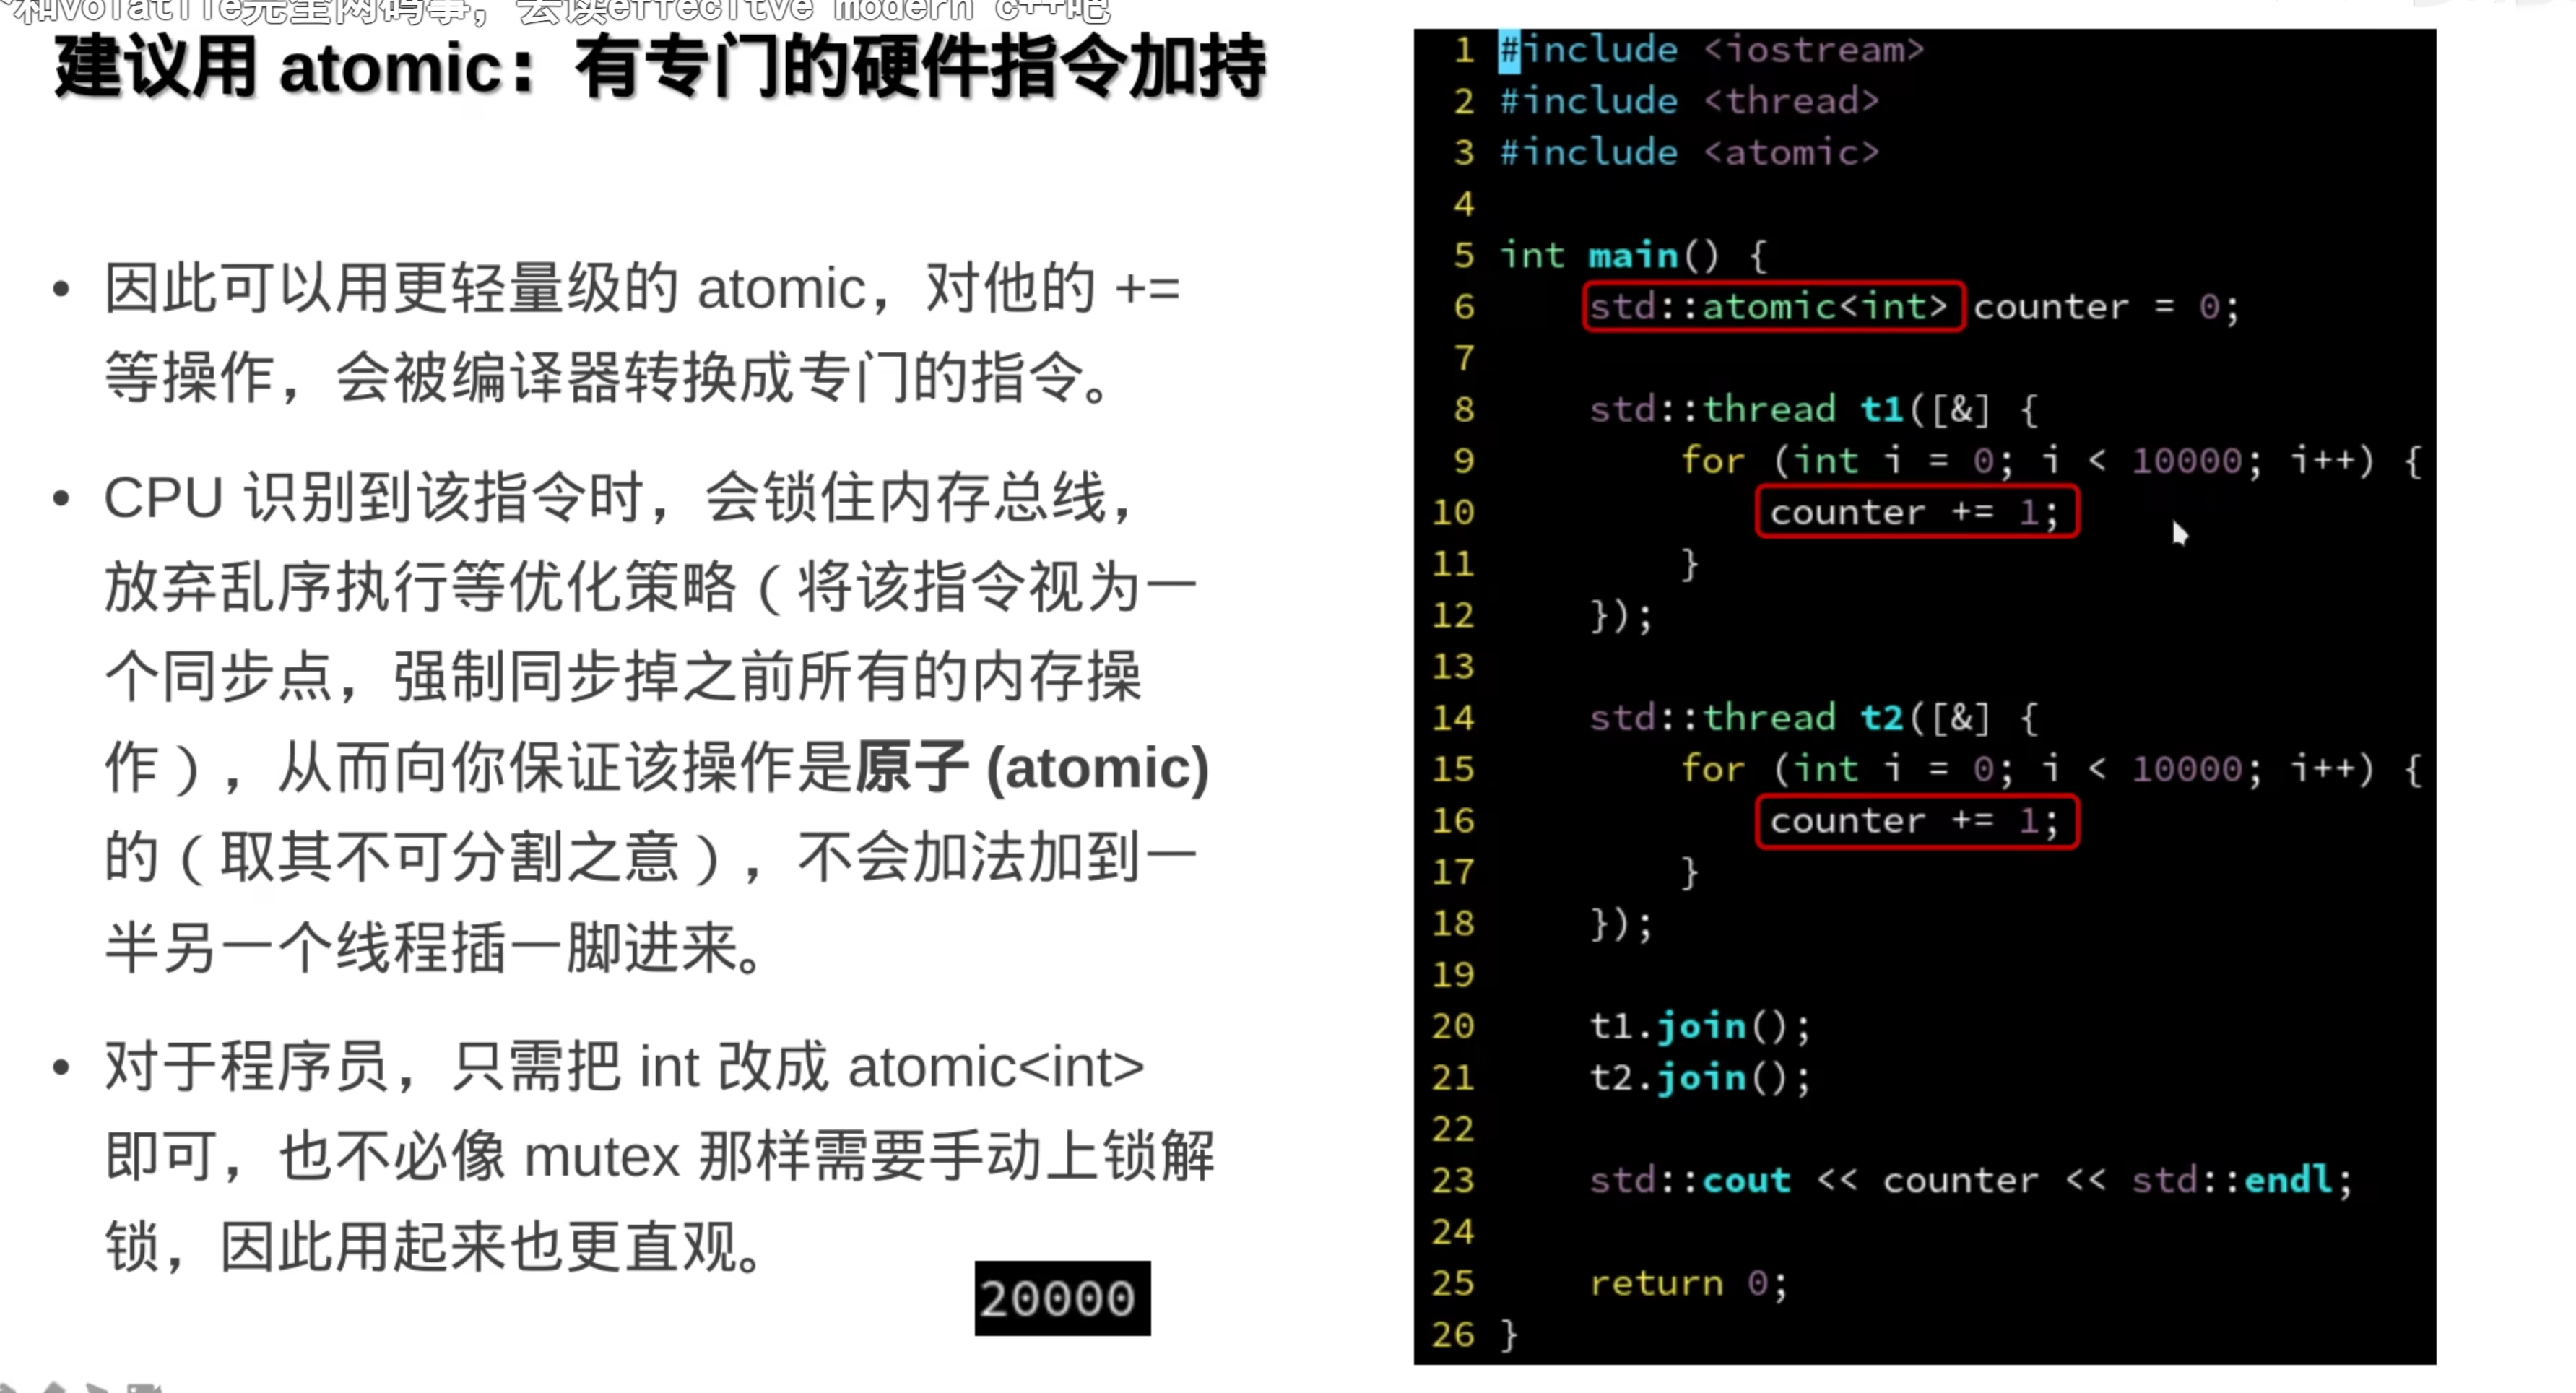 和volatile完全两码事，去读effecitve modern c++吧
建议用 atomic：有专门的硬件指令加持
• 因此可以用更轻量级的 atomic，对他的 +=
等操作，会被编译器转换成专门的指令。
• CPU 识别到该指令时，会锁住内存总线，
放弃乱序执行等优化策略（将该指令视为一
个同步点，强制同步掉之前所有的内存操
作），从而向你保证该操作是原子 (atomic)
的（取其不可分割之意），不会加法加到一
半另一个线程插一脚进来。
• 对于程序员，只需把 int 改成 atomic<int>
即可，也不必像 mutex 那样需要手动上锁解
锁，因此用起来也更直观。
20000
1 #include <iostream>
2 #include <thread>
3 #include <atomic>
4
5 int main() {
6     std::atomic<int> counter = 0;
7
8     std::thread t1([&] {
9         for (int i = 0; i < 10000; i++) {
10             counter += 1;
11         }
12     });
13
14     std::thread t2([&] {
15         for (int i = 0; i < 10000; i++) {
16             counter += 1;
17         }
18     });
19
20     t1.join();
21     t2.join();
22
23     std::cout << counter << std::endl;
24
25     return 0;
26 }